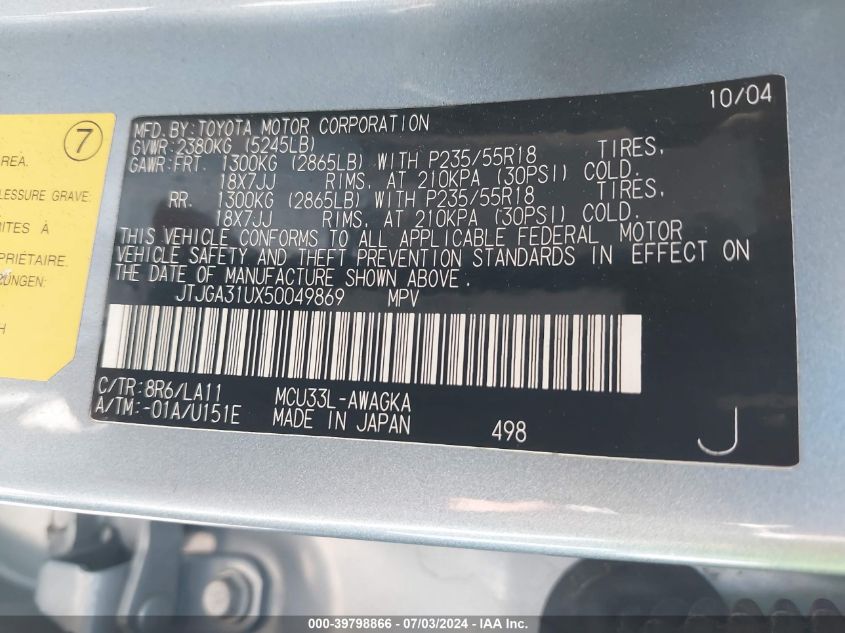 7
REA.
LESSURE GRAVE:
RITES À
PRIÉTAIRE.
RUNGEN:
H
10/04
MFD. BY: TOYOTA MOTOR CORPORATION
GVWR: 2380KG (5245LB)
GAWR: FRT. 1300KG (2865LB) WITH P235/55R18 TIRES,
18X7JJ RIMS, AT 210KPA (30PSI) COLD.
RR. 1300KG (2865LB) WITH P235/55R18 TIRES,
18X7JJ RIMS, AT 210KPA (30PSI) COLD.
THIS VEHICLE CONFORMS TO ALL APPLICABLE FEDERAL MOTOR
VEHICLE SAFETY AND THEFT PREVENTION STANDARDS IN EFFECT ON
THE DATE OF MANUFACTURE SHOWN ABOVE.
JTJGA31UX50049869 MPV
C/TR: 8R6/LA11 MCU33L-AWAGKA
A/TM: -01A/U151E MADE IN JAPAN 498
J
000-39798866 - 07/03/2024 - IAA Inc.